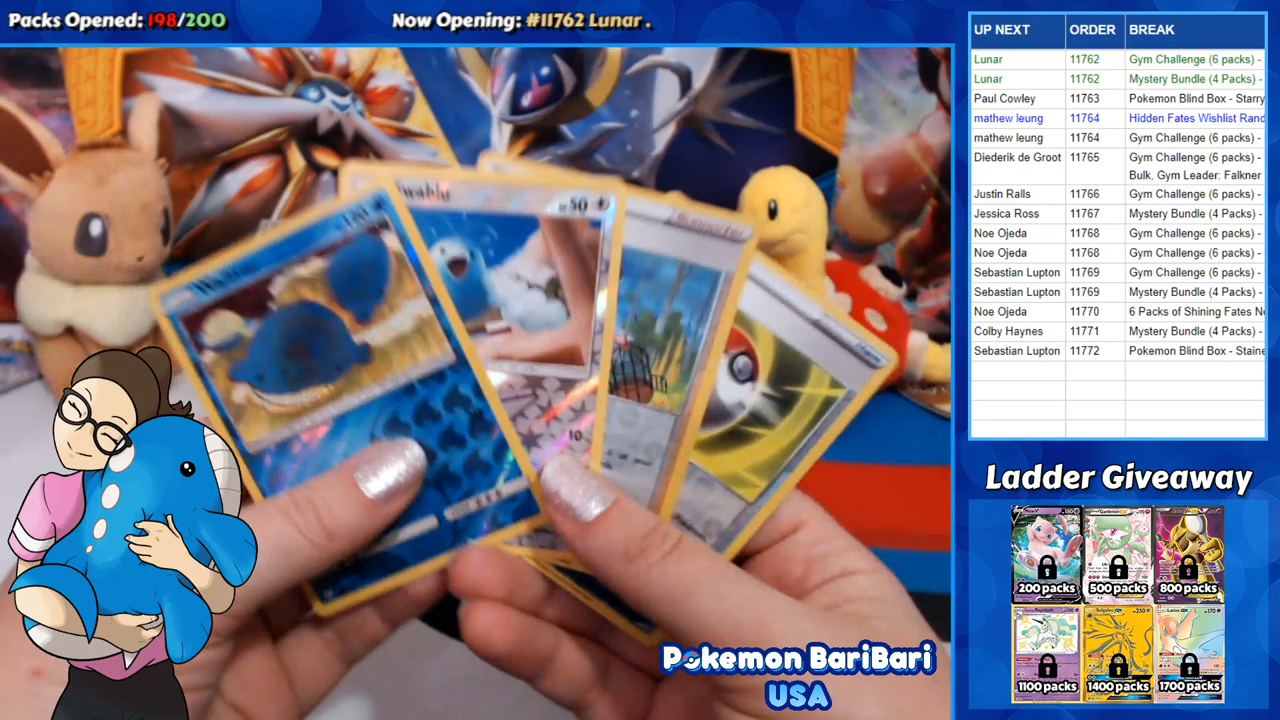 Packs Opened: 198/200
Now Opening: #11762 Lunar .
UP NEXT ORDER BREAK
Lunar 11762 Gym Challenge (6 packs) -
Lunar 11762 Mystery Bundle (4 Packs) -
Paul Cowley 11763 Pokemon Blind Box - Starry
mathew leung 11764 Hidden Fates Wishlist Rand
mathew leung 11764 Gym Challenge (6 packs) -
Diederik de Groot 11765 Gym Challenge (6 packs) -
Bulk, Gym Leader: Falkner
Justin Ralls 11766 Gym Challenge (6 packs) -
Jessica Ross 11767 Mystery Bundle (4 Packs) -
Noe Ojeda 11768 Gym Challenge (6 packs) -
Noe Ojeda 11768 Gym Challenge (6 packs) -
Sebastian Lupton 11769 Gym Challenge (6 packs) -
Sebastian Lupton 11769 Mystery Bundle (4 Packs) -
Noe Ojeda 11770 6 Packs of Shining Fates N
Colby Haynes 11771 Mystery Bundle (4 Packs) -
Sebastian Lupton 11772 Pokemon Blind Box - Staine
wablu 50
Supporter
Item
10
Ladder Giveaway
200 packs 500 packs 800 packs
1100 packs 1400 packs 1700 packs
Pokemon BariBari
USA